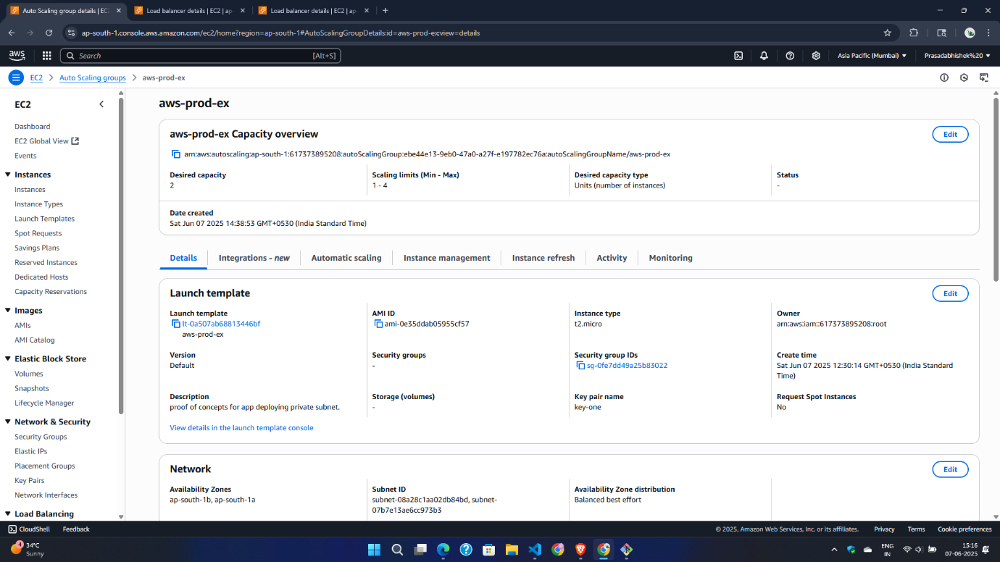 Auto Scaling group details | EC2
Load balancer details | EC2 | ap-
Load balancer details | EC2 | ap-
ap-south-1.console.aws.amazon.com/ec2/home?region=ap-south-1#AutoScalingGroupDetails:id=aws-prod-ex;view=details
aws
Search
[Alt+S]
Asia Pacific (Mumbai)
Prasadabhishek%20
EC2
Auto Scaling groups
aws-prod-ex
EC2
Dashboard
EC2 Global View
Events
Instances
Instances
Instance Types
Launch Templates
Spot Requests
Savings Plans
Reserved Instances
Dedicated Hosts
Capacity Reservations
Images
AMIs
AMI Catalog
Elastic Block Store
Volumes
Snapshots
Lifecycle Manager
Network & Security
Security Groups
Elastic IPs
Placement Groups
Key Pairs
Network Interfaces
Load Balancing
aws-prod-ex
aws-prod-ex Capacity overview
Edit
arn:aws:autoscaling:ap-south-1:617373895208:autoScalingGroup:ebe44e13-9eb0-47a0-a27f-e197782ec76a:autoScalingGroupName/aws-prod-ex
Desired capacity
2
Scaling limits (Min - Max)
1 - 4
Desired capacity type
Units (number of instances)
Status
-
Date created
Sat Jun 07 2025 14:38:53 GMT+0530 (India Standard Time)
Details
Integrations - new
Automatic scaling
Instance management
Instance refresh
Activity
Monitoring
Launch template
Edit
Launch template
lt-0a507ab68813446bf
aws-prod-ex
AMI ID
ami-0e35ddab05955cf57
Instance type
t2.micro
Owner
arn:aws:iam::617373895208:root
Version
Default
Security groups
-
Security group IDs
sg-0fe7dd49a25b83022
Create time
Sat Jun 07 2025 12:30:14 GMT+0530 (India Standard
Time)
Description
proof of concepts for app deploying private subnet.
Storage (volumes)
-
Key pair name
key-one
Request Spot Instances
No
View details in the launch template console
Network
Edit
Availability Zones
ap-south-1b, ap-south-1a
Subnet ID
subnet-08a28c1aa02db84bd, subnet-
07b7e13ae6cc973b3
Availability Zone distribution
Balanced best effort
CloudShell
Feedback
© 2025, Amazon Web Services, Inc. or its affiliates.
Privacy
Terms
Cookie preferences
4
34°C
Sunny
ENG
IN
15:16
07-06-2025